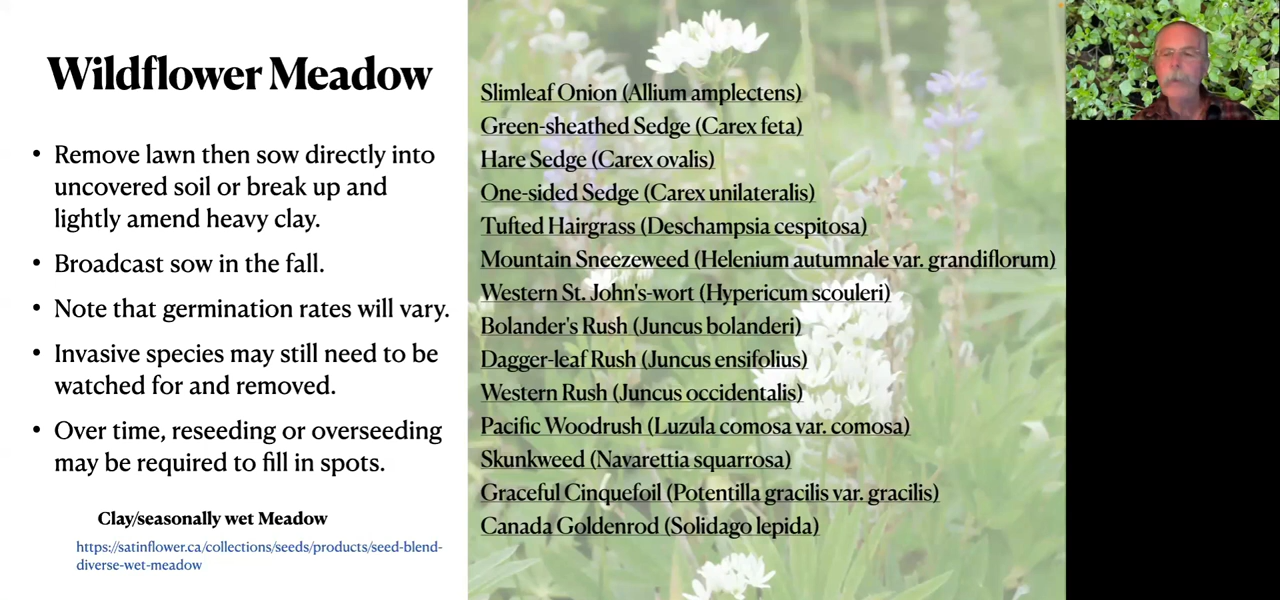 Wildflower Meadow
• Remove lawn then sow directly into
uncovered soil or break up and
lightly amend heavy clay.
• Broadcast sow in the fall.
• Note that germination rates will vary.
• Invasive species may still need to be
watched for and removed.
• Over time, reseeding or overseeding
may be required to fill in spots.
Clay/seasonally wet Meadow
https://satinflower.ca/collections/seeds/products/seed-blend-
diverse-wet-meadow
Slimleaf Onion (Allium amplectens)
Green-sheathed Sedge (Carex feta)
Hare Sedge (Carex ovalis)
One-sided Sedge (Carex unilateralis)
Tufted Hairgrass (Deschampsia cespitosa)
Mountain Sneezeweed (Helenium autumnale var. grandiflorum)
Western St. John's-wort (Hypericum scouleri)
Bolander's Rush (Juncus bolanderi)
Dagger-leaf Rush (Juncus ensifolius)
Western Rush (Juncus occidentalis)
Pacific Woodrush (Luzula comosa var. comosa)
Skunkweed (Navarettia squarrosa)
Graceful Cinquefoil (Potentilla gracilis var. gracilis)
Canada Goldenrod (Solidago lepida)